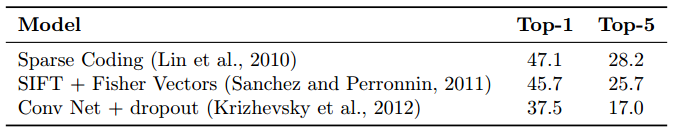 Model Top-1 Top-5
Sparse Coding (Lin et al., 2010) 47.1 28.2
SIFT + Fisher Vectors (Sanchez and Perronnin, 2011) 45.7 25.7
Conv Net + dropout (Krizhevsky et al., 2012) 37.5 17.0